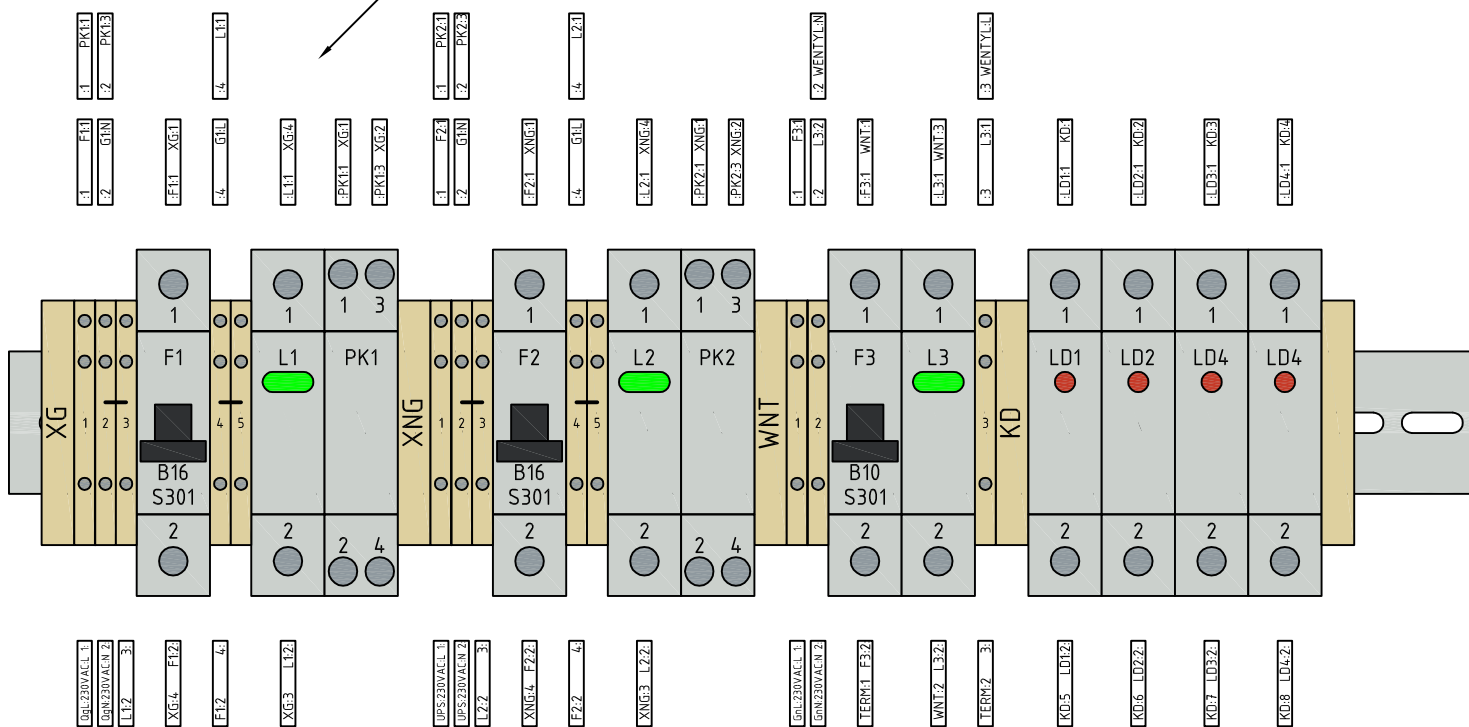 :1 PK1:1
:2 PK1:3
:4 L1:1
:1 PK2:1
:2 PK2:3
:4 L2:1
:2 WENTYL:N
:3 WENTYL:L
:1 F1:1
:2 G1:N
:F1:1 XG:1
:4 G1:L
:L1:1 XG:4
:PK1:1 XG:1
:PK1:3 XG:2
:1 F2:1
:2 G1:N
:F2:1 XNG:1
:4 G1:L
:L2:1 XNG:4
:PK2:1 XNG:1
:PK2:3 XNG:2
:1 F3:1
:2 L3:2
:F3:1 WNT:1
:L3:1 WNT:3
:3 L3:1
:LD1:1 KD:1
:LD2:1 KD:2
:LD3:1 KD:3
:LD4:1 KD:4
1 3 1 3
1 1 1 1 1 1 1 1 1 1
F1 L1 PK1 F2 L2 PK2 F3 L3 LD1 LD2 LD4 LD4
XG 1 2 3 4 5 XNG 1 2 3 4 5 WNT 1 2 3 KD
B16 B16 B10
S301 S301 S301
2 2 2 2 2 2 2 2 2 2
2 4 2 4
QgL:230VAC:L 1:
QgN:230VAC:N 2:
L1:2 3:
XG:4 F1:2:
F1:2 4:
XG:3 L1:2:
UPS:230VAC:L 1:
UPS:230VAC:N 2:
L2:2 3:
XNG:4 F2:2:
F2:2 4:
XNG:3 L2:2:
GnL:230VAC:L 1:
GnN:230VAC:N 2:
TERM:1 F3:2
WNT:2 L3:2:
TERM:2 3:
KD:5 LD1:2:
KD:6 LD2:2:
KD:7 LD3:2:
KD:8 LD4:2: